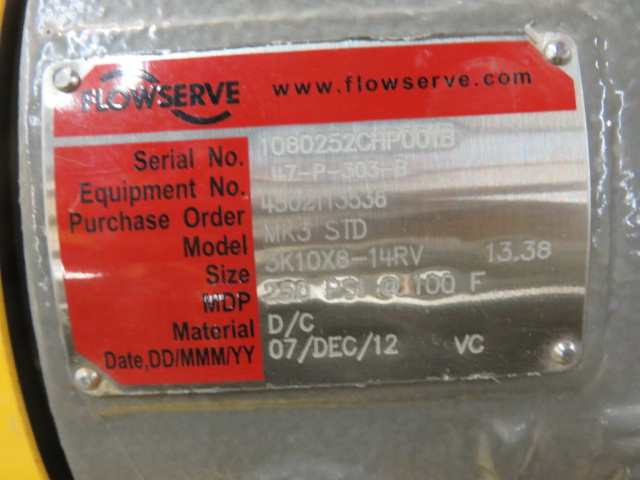 FLOWSERVE www.flowserve.com
Serial No. 1080252CHP001B
Equipment No. 47-P-303-B
Purchase Order 4502113536
Model MK3 STD
Size 3K10X8-14RV 13.38
MDP 250 PSI @ 100 F
Material D/C
Date,DD/MMM/YY 07/DEC/12 VC